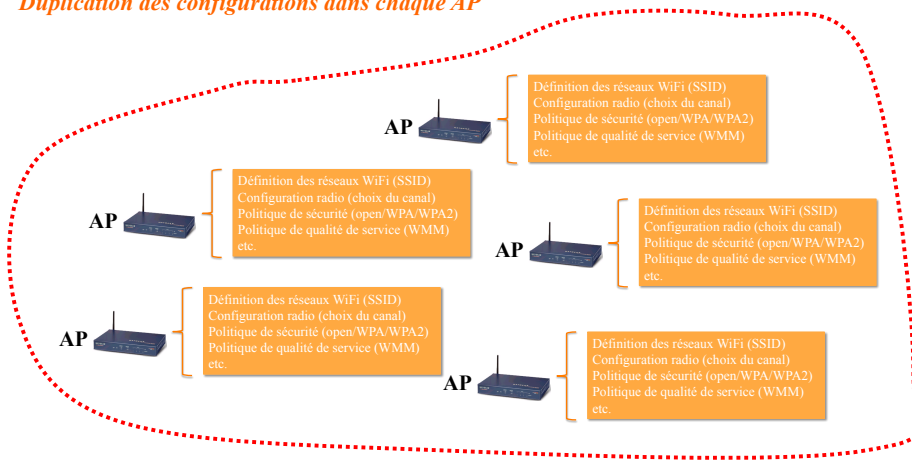 Duplication des configurations dans chaque AP
AP
Définition des réseaux WiFi (SSID)
Configuration radio (choix du canal)
Politique de sécurité (open/WPA/WPA2)
Politique de qualité de service (WMM)
etc.
AP
Définition des réseaux WiFi (SSID)
Configuration radio (choix du canal)
Politique de sécurité (open/WPA/WPA2)
Politique de qualité de service (WMM)
etc.
AP
Définition des réseaux WiFi (SSID)
Configuration radio (choix du canal)
Politique de sécurité (open/WPA/WPA2)
Politique de qualité de service (WMM)
etc.
AP
Définition des réseaux WiFi (SSID)
Configuration radio (choix du canal)
Politique de sécurité (open/WPA/WPA2)
Politique de qualité de service (WMM)
etc.
AP
Définition des réseaux WiFi (SSID)
Configuration radio (choix du canal)
Politique de sécurité (open/WPA/WPA2)
Politique de qualité de service (WMM)
etc.